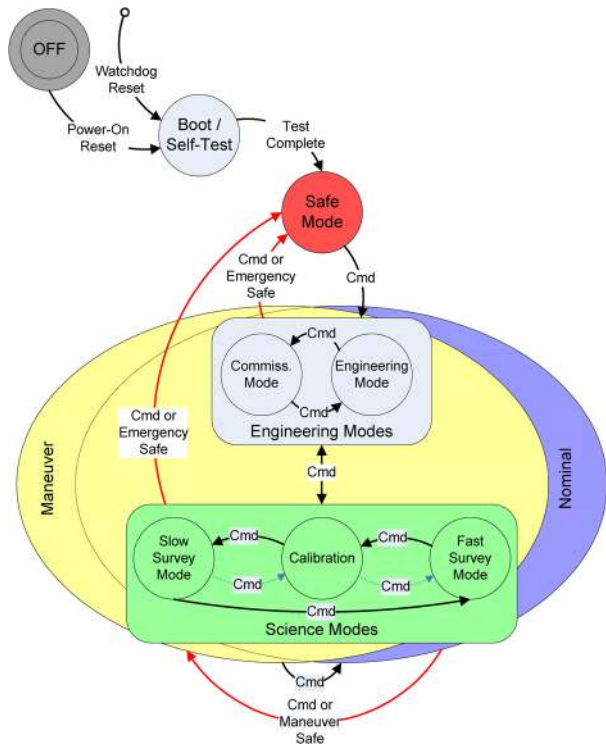 OFF
Watchdog
Reset
Power-On
Reset
Boot /
Self-Test
Test
Complete
Safe
Mode
Cmd or
Emergency
Safe
Cmd
Cmd
Commiss.
Mode
Engineering
Mode
Cmd
Engineering Modes
Cmd or
Emergency
Safe
Cmd
Maneuver
Nominal
Slow
Survey
Mode
Cmd
Calibration
Cmd
Fast
Survey
Mode
Cmd
Cmd
Cmd
Science Modes
Cmd
Cmd or
Maneuver
Safe